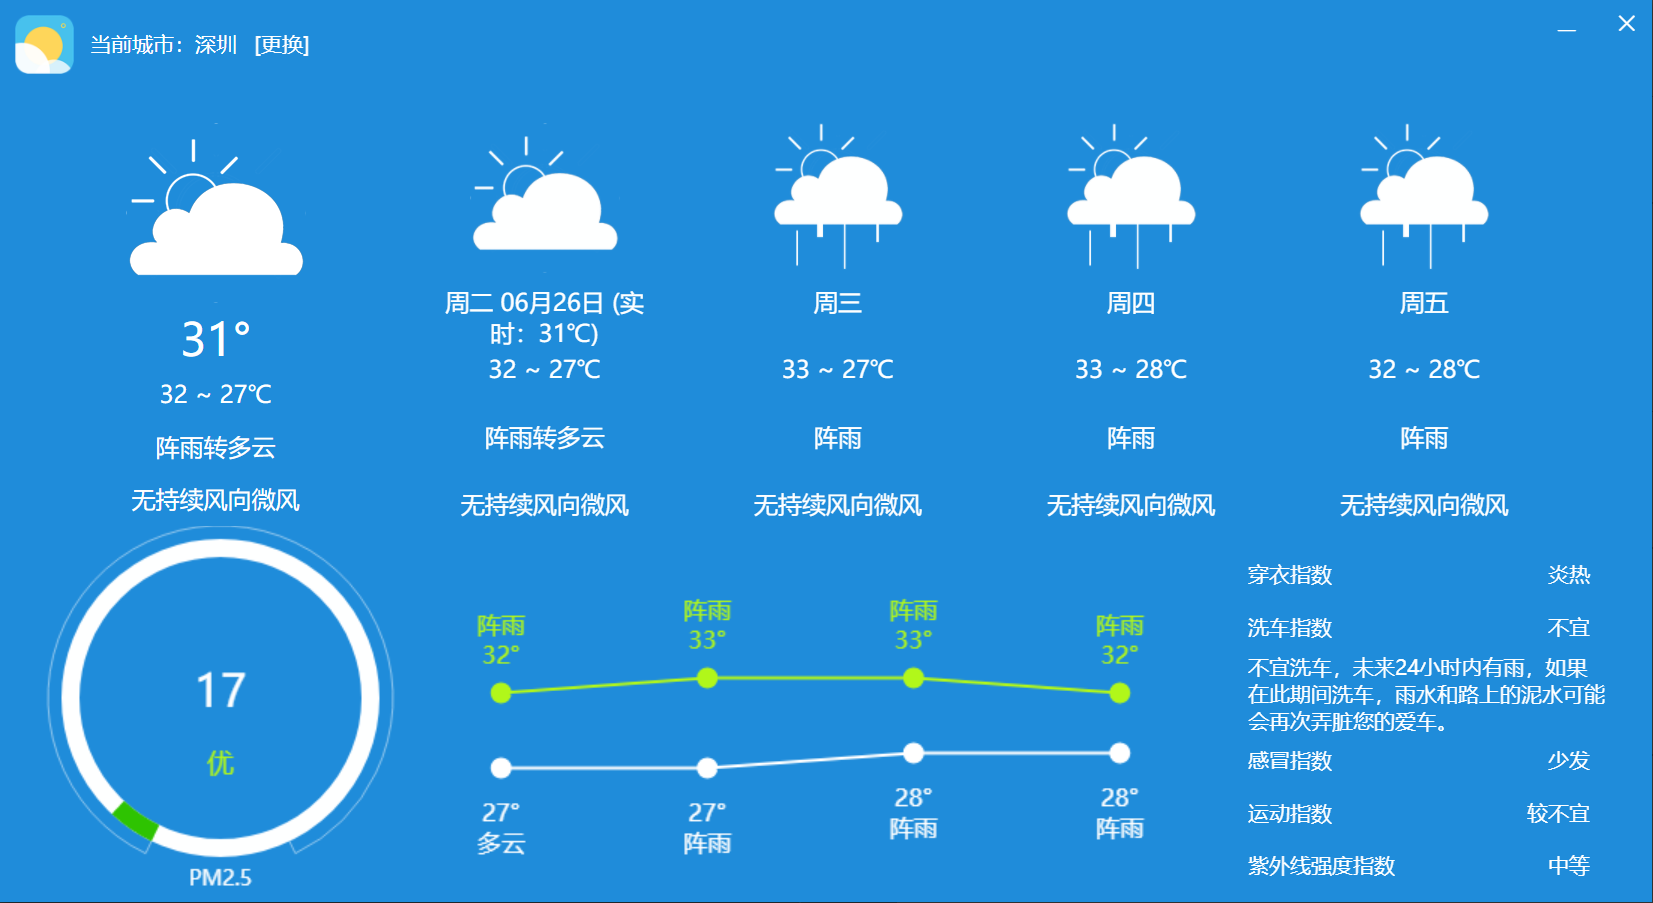 当前城市：深圳 [更换]
31°
32 ~ 27℃
阵雨转多云
无持续风向微风
周二 06月26日 (实
时：31℃)
32 ~ 27℃
阵雨转多云
无持续风向微风
周三
33 ~ 27℃
阵雨
无持续风向微风
周四
33 ~ 28℃
阵雨
无持续风向微风
周五
32 ~ 28℃
阵雨
无持续风向微风
17
优
PM2.5
阵雨
32°
阵雨
33°
阵雨
33°
阵雨
32°
27°
多云
27°
阵雨
28°
阵雨
28°
阵雨
穿衣指数 炎热
洗车指数 不宜
不宜洗车，未来24小时内有雨，如果
在此期间洗车，雨水和路上的泥水可能
会再次弄脏您的爱车。
感冒指数 少发
运动指数 较不宜
紫外线强度指数 中等